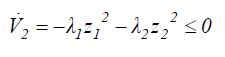 V̇₂ = −λ₁z₁² − λ₂z₂² ≤ 0